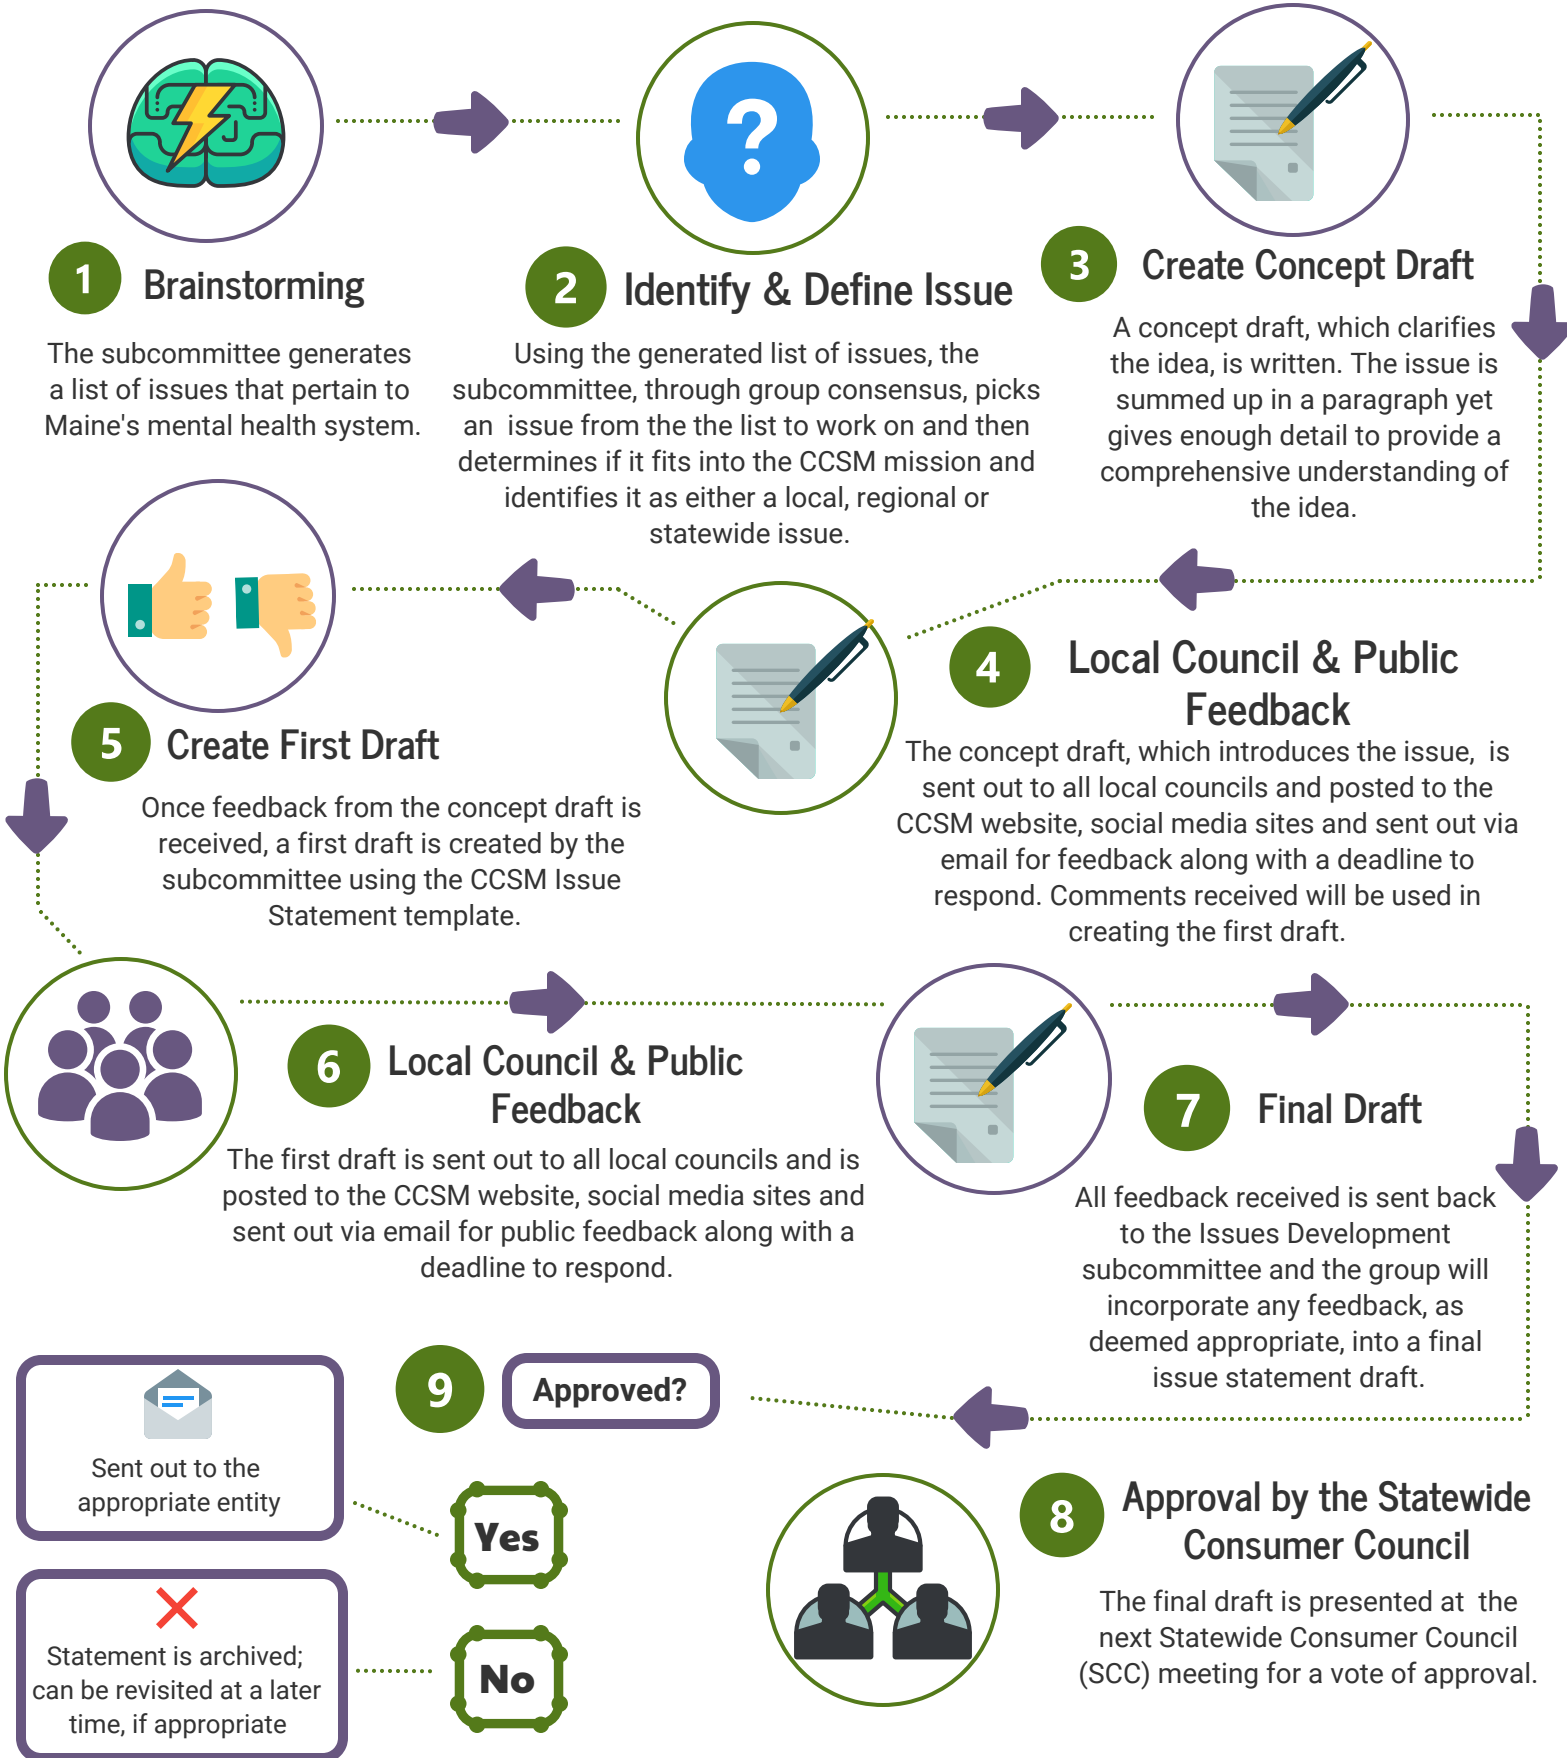 1 Brainstorming
The subcommittee generates
a list of issues that pertain to
Maine's mental health system.
2 Identify & Define Issue
Using the generated list of issues, the
subcommittee, through group consensus, picks
an issue from the the list to work on and then
determines if it fits into the CCSM mission and
identifies it as either a local, regional or
statewide issue.
3 Create Concept Draft
A concept draft, which clarifies
the idea, is written. The issue is
summed up in a paragraph yet
gives enough detail to provide a
comprehensive understanding of
the idea.
4 Local Council & Public
Feedback
The concept draft, which introduces the issue, is
sent out to all local councils and posted to the
CCSM website, social media sites and sent out via
email for feedback along with a deadline to
respond. Comments received will be used in
creating the first draft.
5 Create First Draft
Once feedback from the concept draft is
received, a first draft is created by the
subcommittee using the CCSM Issue
Statement template.
6 Local Council & Public
Feedback
The first draft is sent out to all local councils and is
posted to the CCSM website, social media sites and
sent out via email for public feedback along with a
deadline to respond.
7 Final Draft
All feedback received is sent back
to the Issues Development
subcommittee and the group will
incorporate any feedback, as
deemed appropriate, into a final
issue statement draft.
8 Approval by the Statewide
Consumer Council
The final draft is presented at the
next Statewide Consumer Council
(SCC) meeting for a vote of approval.
9 Approved?
Yes
Sent out to the
appropriate entity
No
Statement is archived;
can be revisited at a later
time, if appropriate